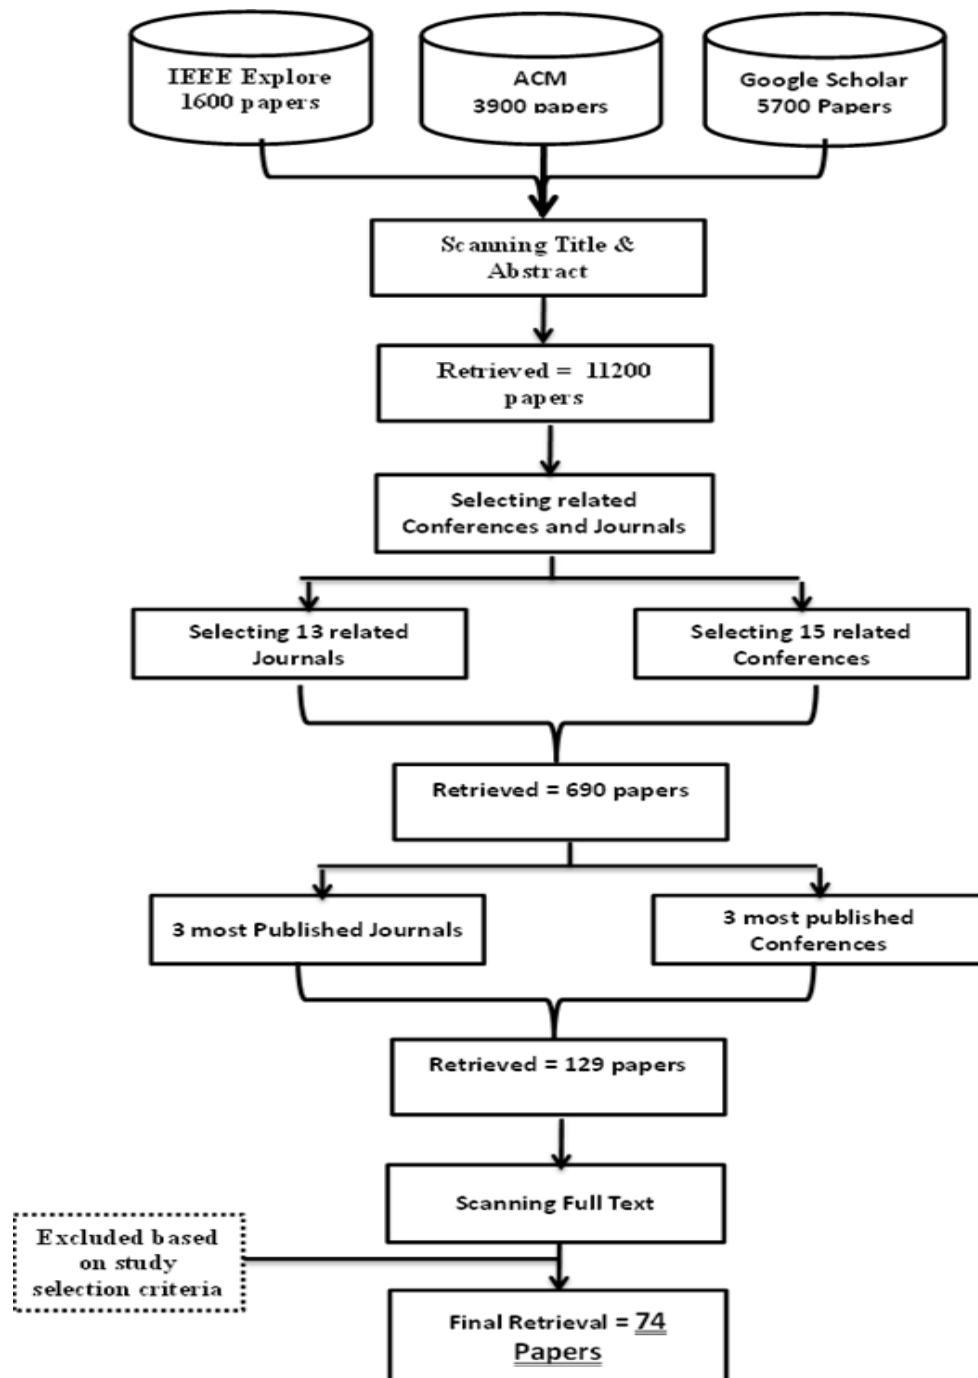 IEEE Explore
1600 papers
ACM
3900 papers
Google Scholar
5700 Papers
Scanning Title &
Abstract
Retrieved = 11200
papers
Selecting related
Conferences and Journals
Selecting 13 related
Journals
Selecting 15 related
Conferences
Retrieved = 690 papers
3 most Published Journals
3 most published
Conferences
Retrieved = 129 papers
Scanning Full Text
Excluded based
on study
selection criteria
Final Retrieval = 74
Papers